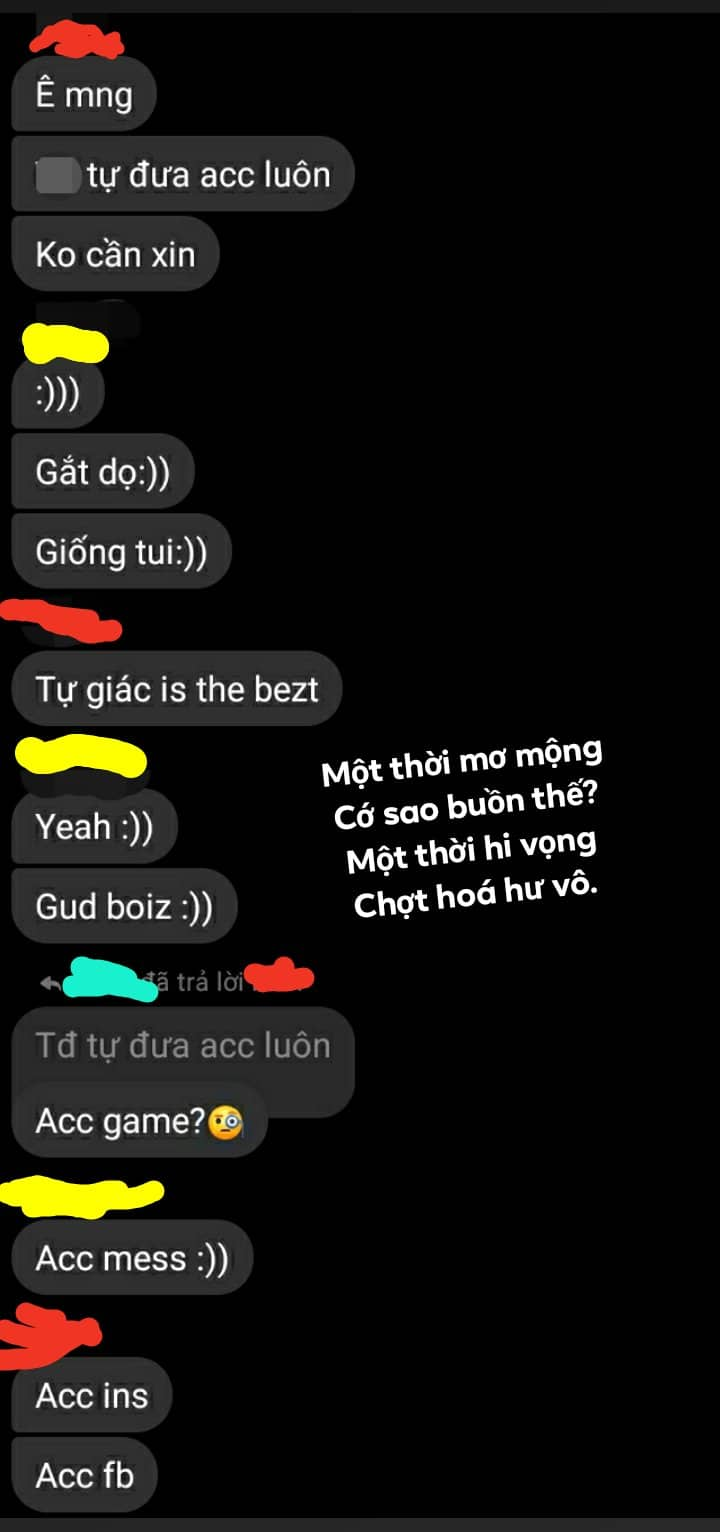 Ê mng
tự đưa acc luôn
Ko cần xin
:)))
Gắt dọ:))
Giống tui:))
Tự giác is the bezt
Yeah :))
Gud boiz :))
Một thời mơ mộng
Cớ sao buồn thế?
Một thời hi vọng
Chợt hoá hư vô.
đã trả lời
Tđ tự đưa acc luôn
Acc game?🧐
Acc mess :))
Acc ins
Acc fb